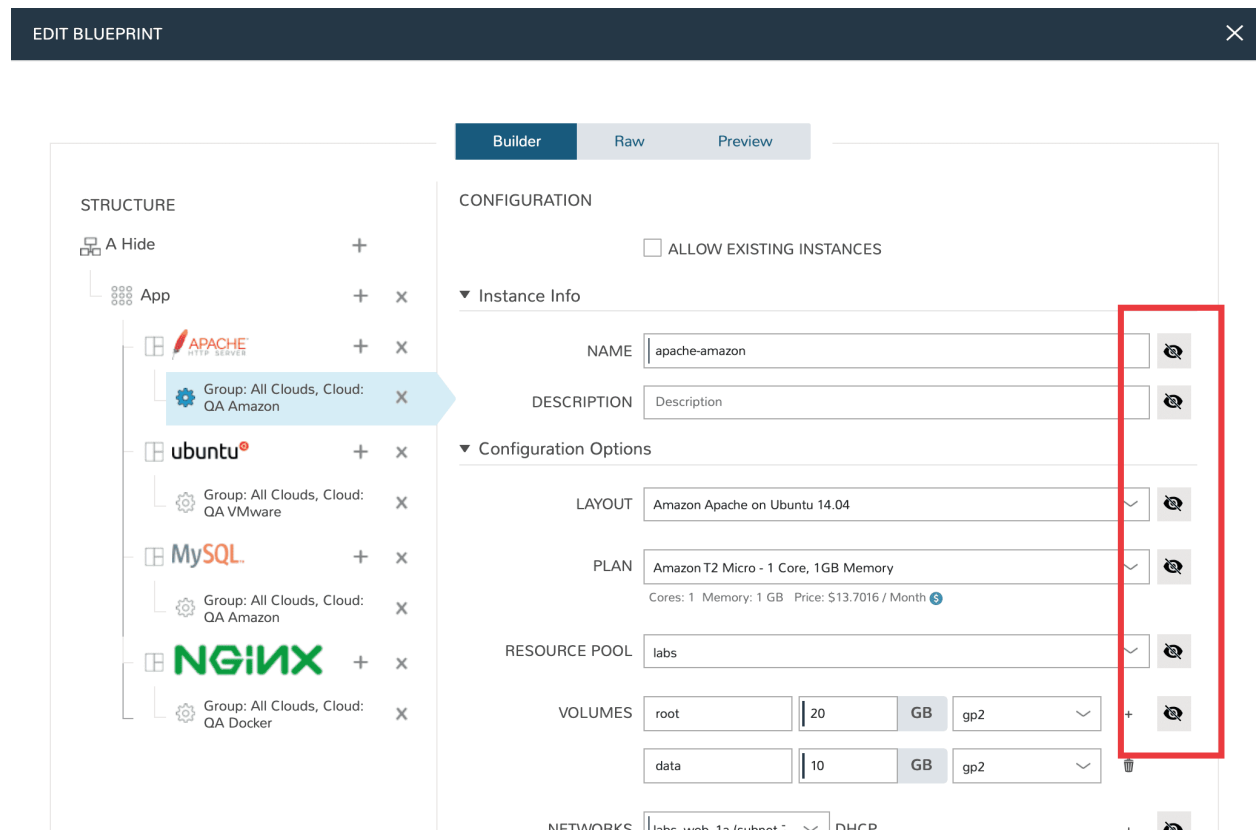 EDIT BLUEPRINT
Builder Raw Preview
STRUCTURE
A Hide
App
APACHE
HTTP SERVER
Group: All Clouds, Cloud:
QA Amazon
ubuntu
Group: All Clouds, Cloud:
QA VMware
MySQL
Group: All Clouds, Cloud:
QA Amazon
NGINX
Group: All Clouds, Cloud:
QA Docker
CONFIGURATION
ALLOW EXISTING INSTANCES
Instance Info
NAME apache-amazon
DESCRIPTION Description
Configuration Options
LAYOUT Amazon Apache on Ubuntu 14.04
PLAN Amazon T2 Micro - 1 Core, 1GB Memory
Cores: 1 Memory: 1 GB Price: $13.7016 / Month $
RESOURCE POOL labs
VOLUMES root 20 GB gp2 +
data 10 GB gp2
NETWORKS DHCP